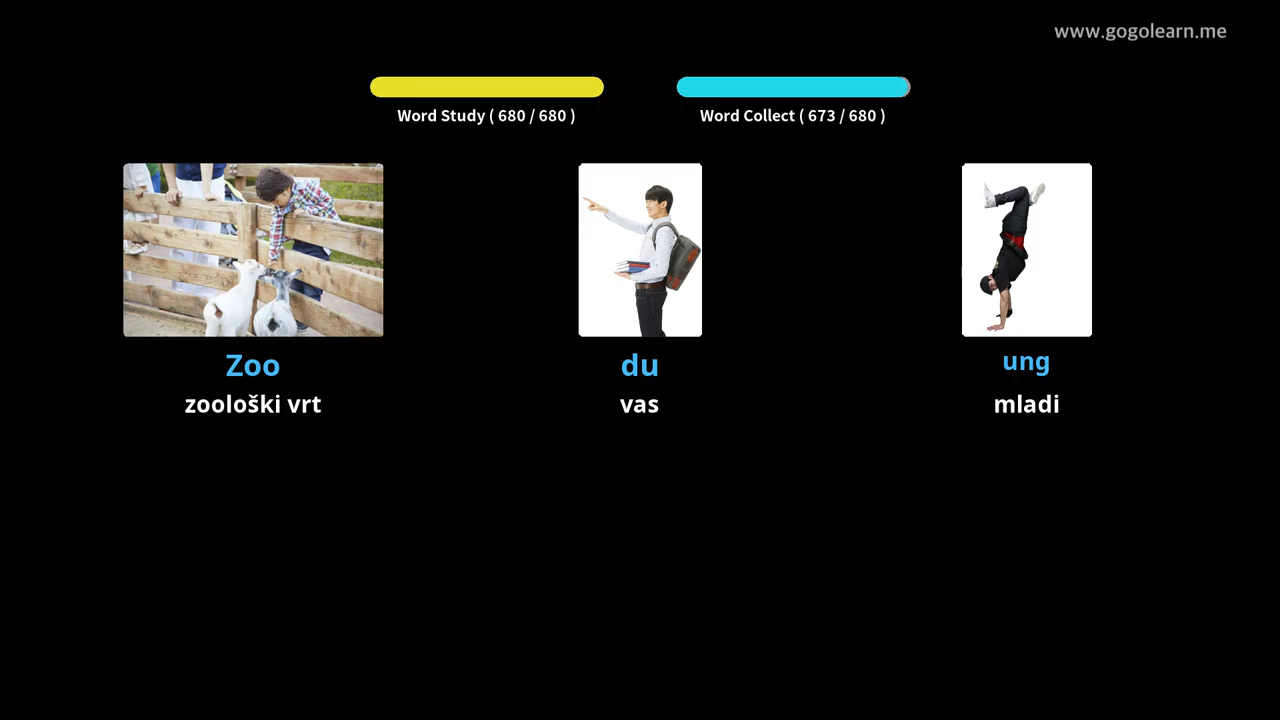 www.gogolearn.me
Word Study ( 680 / 680 )
Word Collect ( 673 / 680 )
Zoo
du
ung
zoološki vrt
vas
mladi